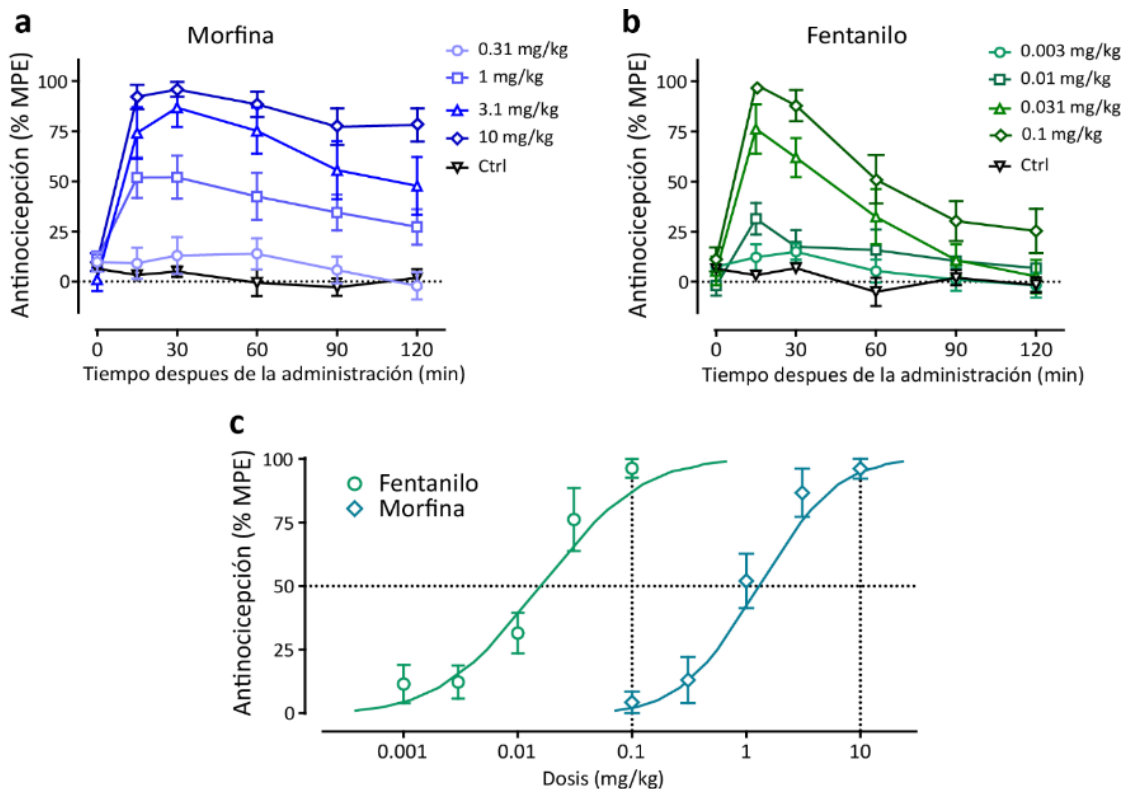 a
Morfina
Antinocicepción (% MPE)
100
75
50
25
0
0 30 60 90 120
Tiempo despues de la administración (min)
0.31 mg/kg
1 mg/kg
3.1 mg/kg
10 mg/kg
Ctrl
b
Fentanilo
Antinocicepción (% MPE)
100
75
50
25
0
0 30 60 90 120
Tiempo despues de la administración (min)
0.003 mg/kg
0.01 mg/kg
0.031 mg/kg
0.1 mg/kg
Ctrl
c
Antinocicepción (% MPE)
100
75
50
25
0
Fentanilo
Morfina
0.001 0.01 0.1 1 10
Dosis (mg/kg)